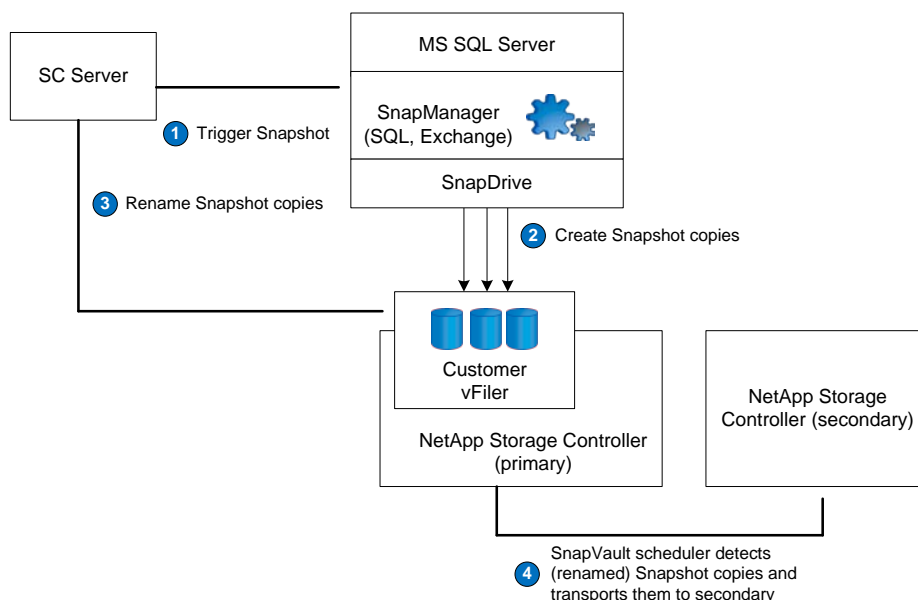 MS SQL Server
SC Server
SnapManager
(SQL, Exchange)
1 Trigger Snapshot
SnapDrive
3 Rename Snapshot copies
2 Create Snapshot copies
Customer
vFiler
NetApp Storage Controller
(primary)
NetApp Storage
Controller (secondary)
4 SnapVault scheduler detects
(renamed) Snapshot copies and
transports them to secondary